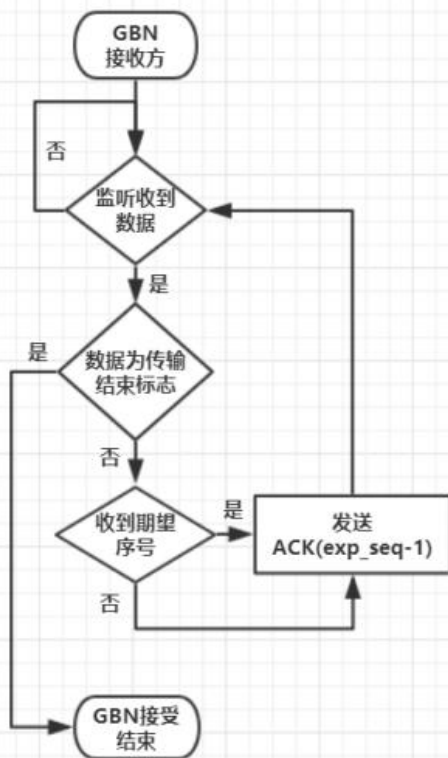 GBN
接收方
否
监听收到
数据
是
是
数据为传输
结束标志
否
收到期望
序号
是
发送
ACK(exp_seq-1)
否
GBN接受
结束